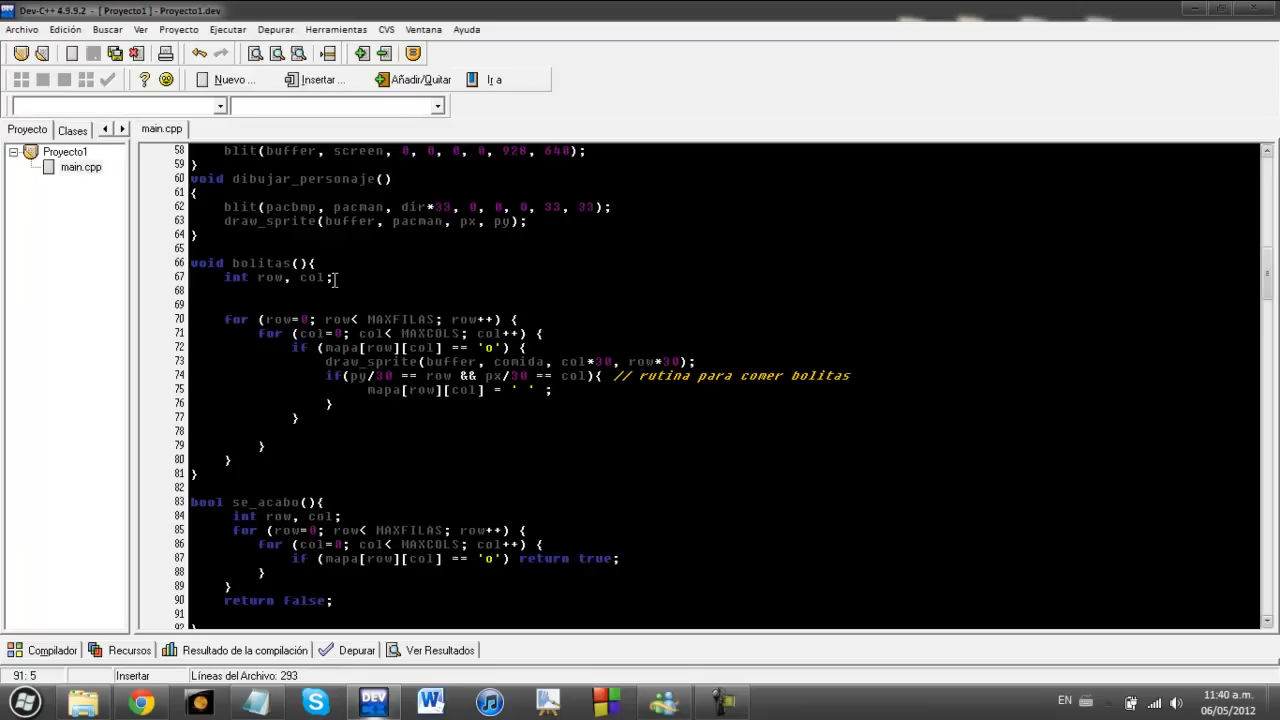 Dev-C++ 4.9.9.2 - [ Proyecto1 ] - Proyecto1.dev
Archivo Edición Buscar Ver Proyecto Ejecutar Depurar Herramientas CVS Ventana Ayuda
Nuevo ... Insertar ... Añadir/Quitar Ir a
Proyecto Clases main.cpp
Proyecto1
main.cpp
58 blit(buffer, screen, 0, 0, 0, 0, 928, 640);
59 }
60 void dibujar_personaje()
61 {
62 blit(pacbmp, pacman, dir*33, 0, 0, 0, 33, 33);
63 draw_sprite(buffer, pacman, px, py);
64 }
65
66 void bolitas(){
67 int row, col;
68
69
70 for (row=0; row< MAXFILAS; row++) {
71 for (col=0; col< MAXCOLS; col++) {
72 if (mapa[row][col] == 'o') {
73 draw_sprite(buffer, comida, col*30, row*30);
74 if(py/30 == row && px/30 == col){ // rutina para comer bolitas
75 mapa[row][col] = ' ' ;
76 }
77 }
78
79 }
80 }
81 }
82
83 bool se_acabo(){
84 int row, col;
85 for (row=0; row< MAXFILAS; row++) {
86 for (col=0; col< MAXCOLS; col++) {
87 if (mapa[row][col] == 'o') return true;
88 }
89 }
90 return false;
91
92 }
Compilador Recursos Resultado de la compilación Depurar Ver Resultados
91: 5 Insertar Líneas del Archivo: 293
EN 11:40 a.m.
06/05/2012